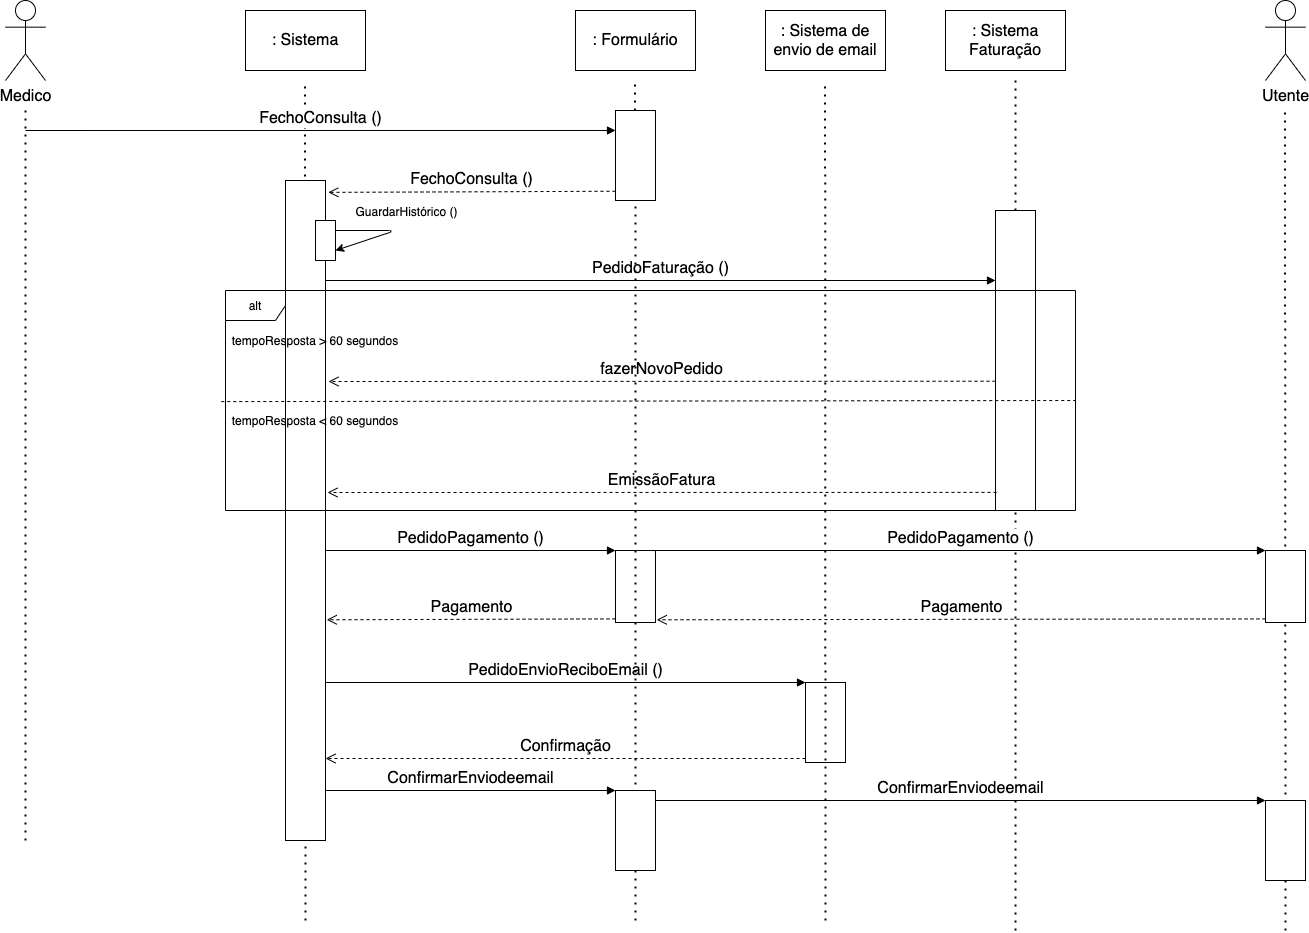 : Sistema
: Formulário
: Sistema de
envio de email
: Sistema
Faturação
Medico
Utente
FechoConsulta ()
FechoConsulta ()
GuardarHistórico ()
PedidoFaturação ()
alt
tempoResposta > 60 segundos
fazerNovoPedido
tempoResposta < 60 segundos
EmissãoFatura
PedidoPagamento ()
PedidoPagamento ()
Pagamento
Pagamento
PedidoEnvioReciboEmail ()
Confirmação
ConfirmarEnviodeemail
ConfirmarEnviodeemail